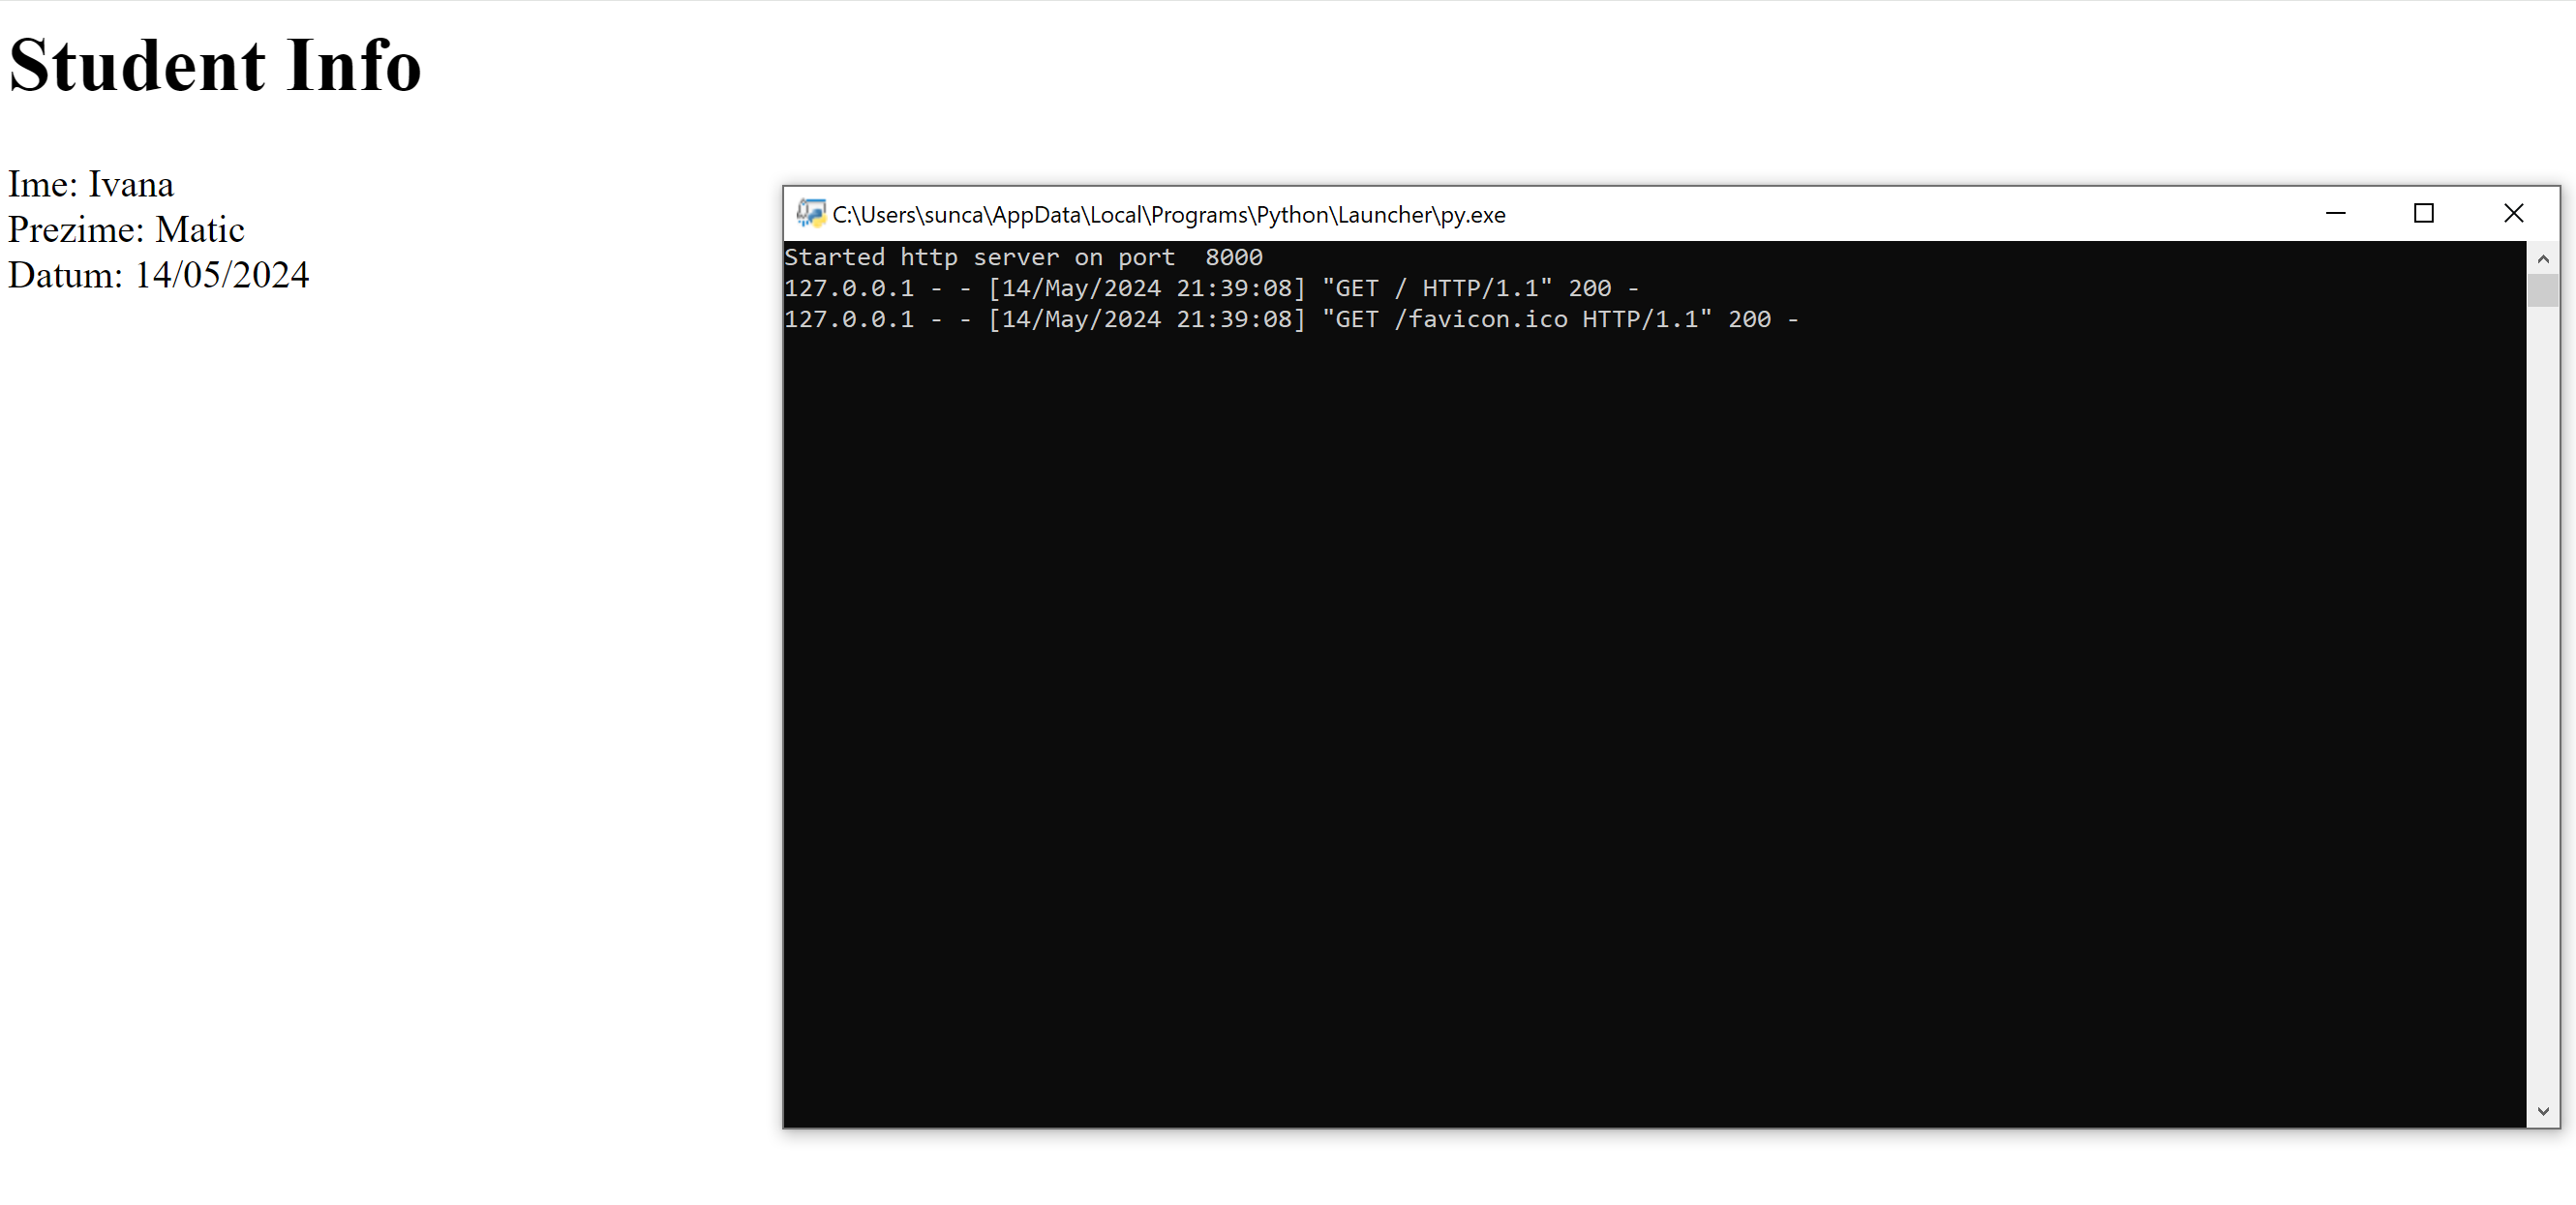 Student Info
Ime: Ivana
Prezime: Matic
Datum: 14/05/2024
C:\Users\sunca\AppData\Local\Programs\Python\Launcher\py.exe
Started http server on port  8000
127.0.0.1 - - [14/May/2024 21:39:08] "GET / HTTP/1.1" 200 -
127.0.0.1 - - [14/May/2024 21:39:08] "GET /favicon.ico HTTP/1.1" 200 -